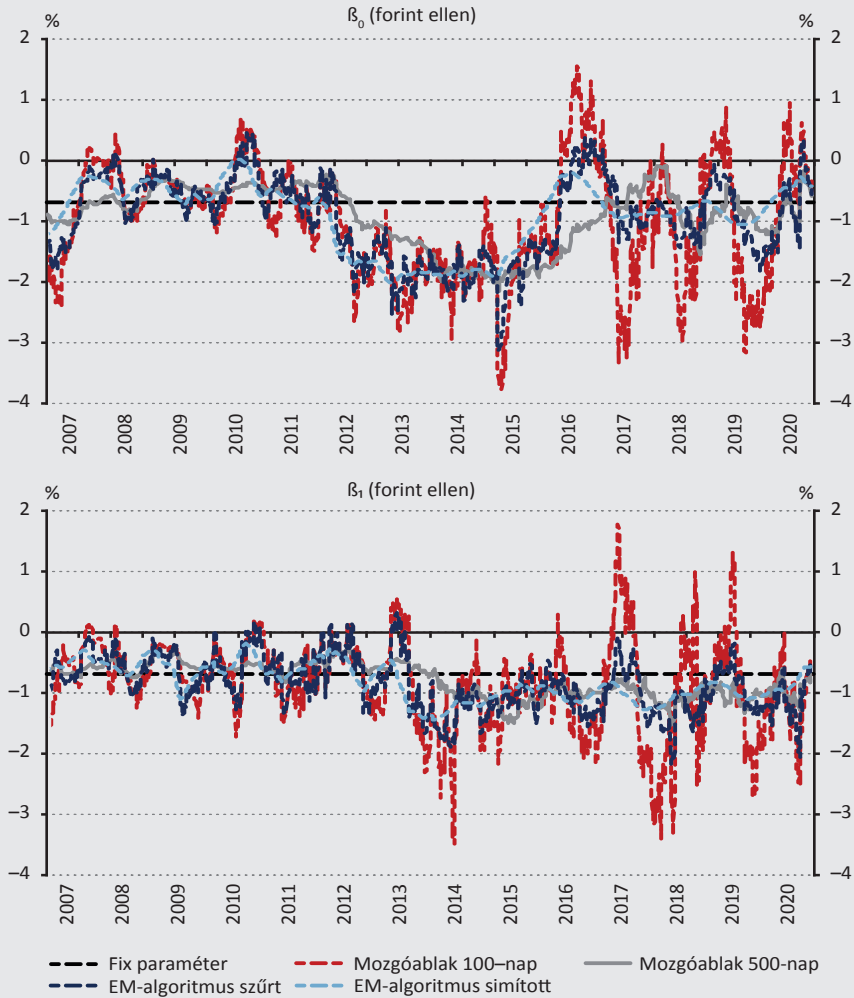 ß₀ (forint ellen)
% %
2 2
1 1
0 0
−1 −1
−2 −2
−3 −3
−4 −4
2007 2008 2009 2010 2011 2012 2013 2014 2015 2016 2017 2018 2019 2020
ß₁ (forint ellen)
% %
2 2
1 1
0 0
−1 −1
−2 −2
−3 −3
−4 −4
2007 2008 2009 2010 2011 2012 2013 2014 2015 2016 2017 2018 2019 2020
Fix paraméter Mozgóablak 100–nap Mozgóablak 500-nap
EM-algoritmus szűrt EM-algoritmus simított